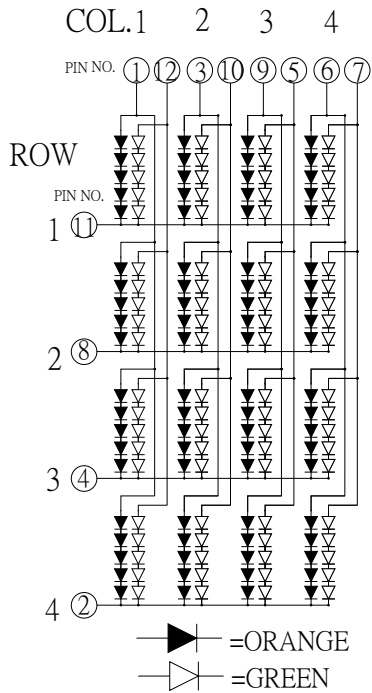 COL.1 2 3 4
PIN NO. 1 12 3 10 9 5 6 7
ROW
PIN NO.
1 11
2 8
3 4
4 2
=ORANGE
=GREEN